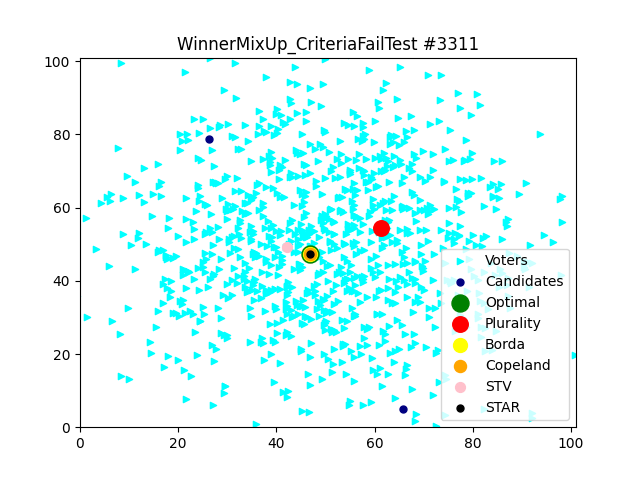 WinnerMixUp_CriteriaFailTest #3311
100
80
60
40
20
0
0 20 40 60 80 100
Voters
Candidates
Optimal
Plurality
Borda
Copeland
STV
STAR